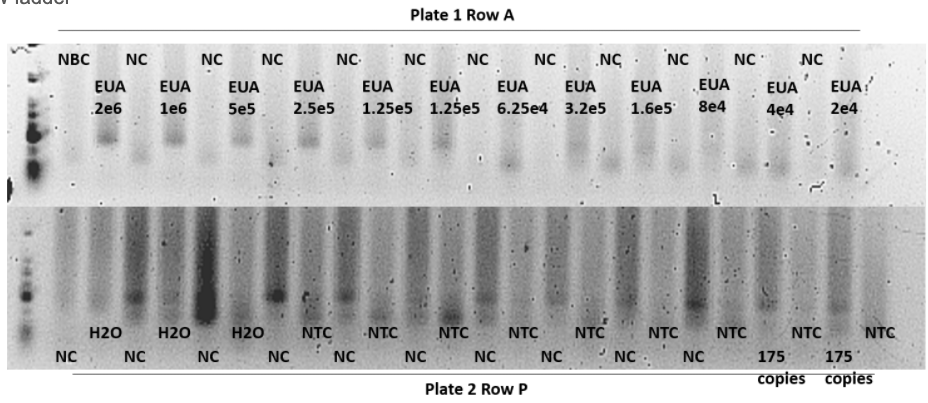 ladder
Plate 1 Row A
NBC NC NC NC NC NC NC NC NC NC NC NC
EUA EUA EUA EUA EUA EUA EUA EUA EUA EUA EUA EUA
2e6 1e6 5e5 2.5e5 1.25e5 1.25e5 6.25e4 3.2e5 1.6e5 8e4 4e4 2e4
H2O H2O H2O NTC NTC NTC NTC NTC NTC NTC NTC NTC
NC NC NC NC NC NC NC NC NC NC 175 175
copies copies
Plate 2 Row P